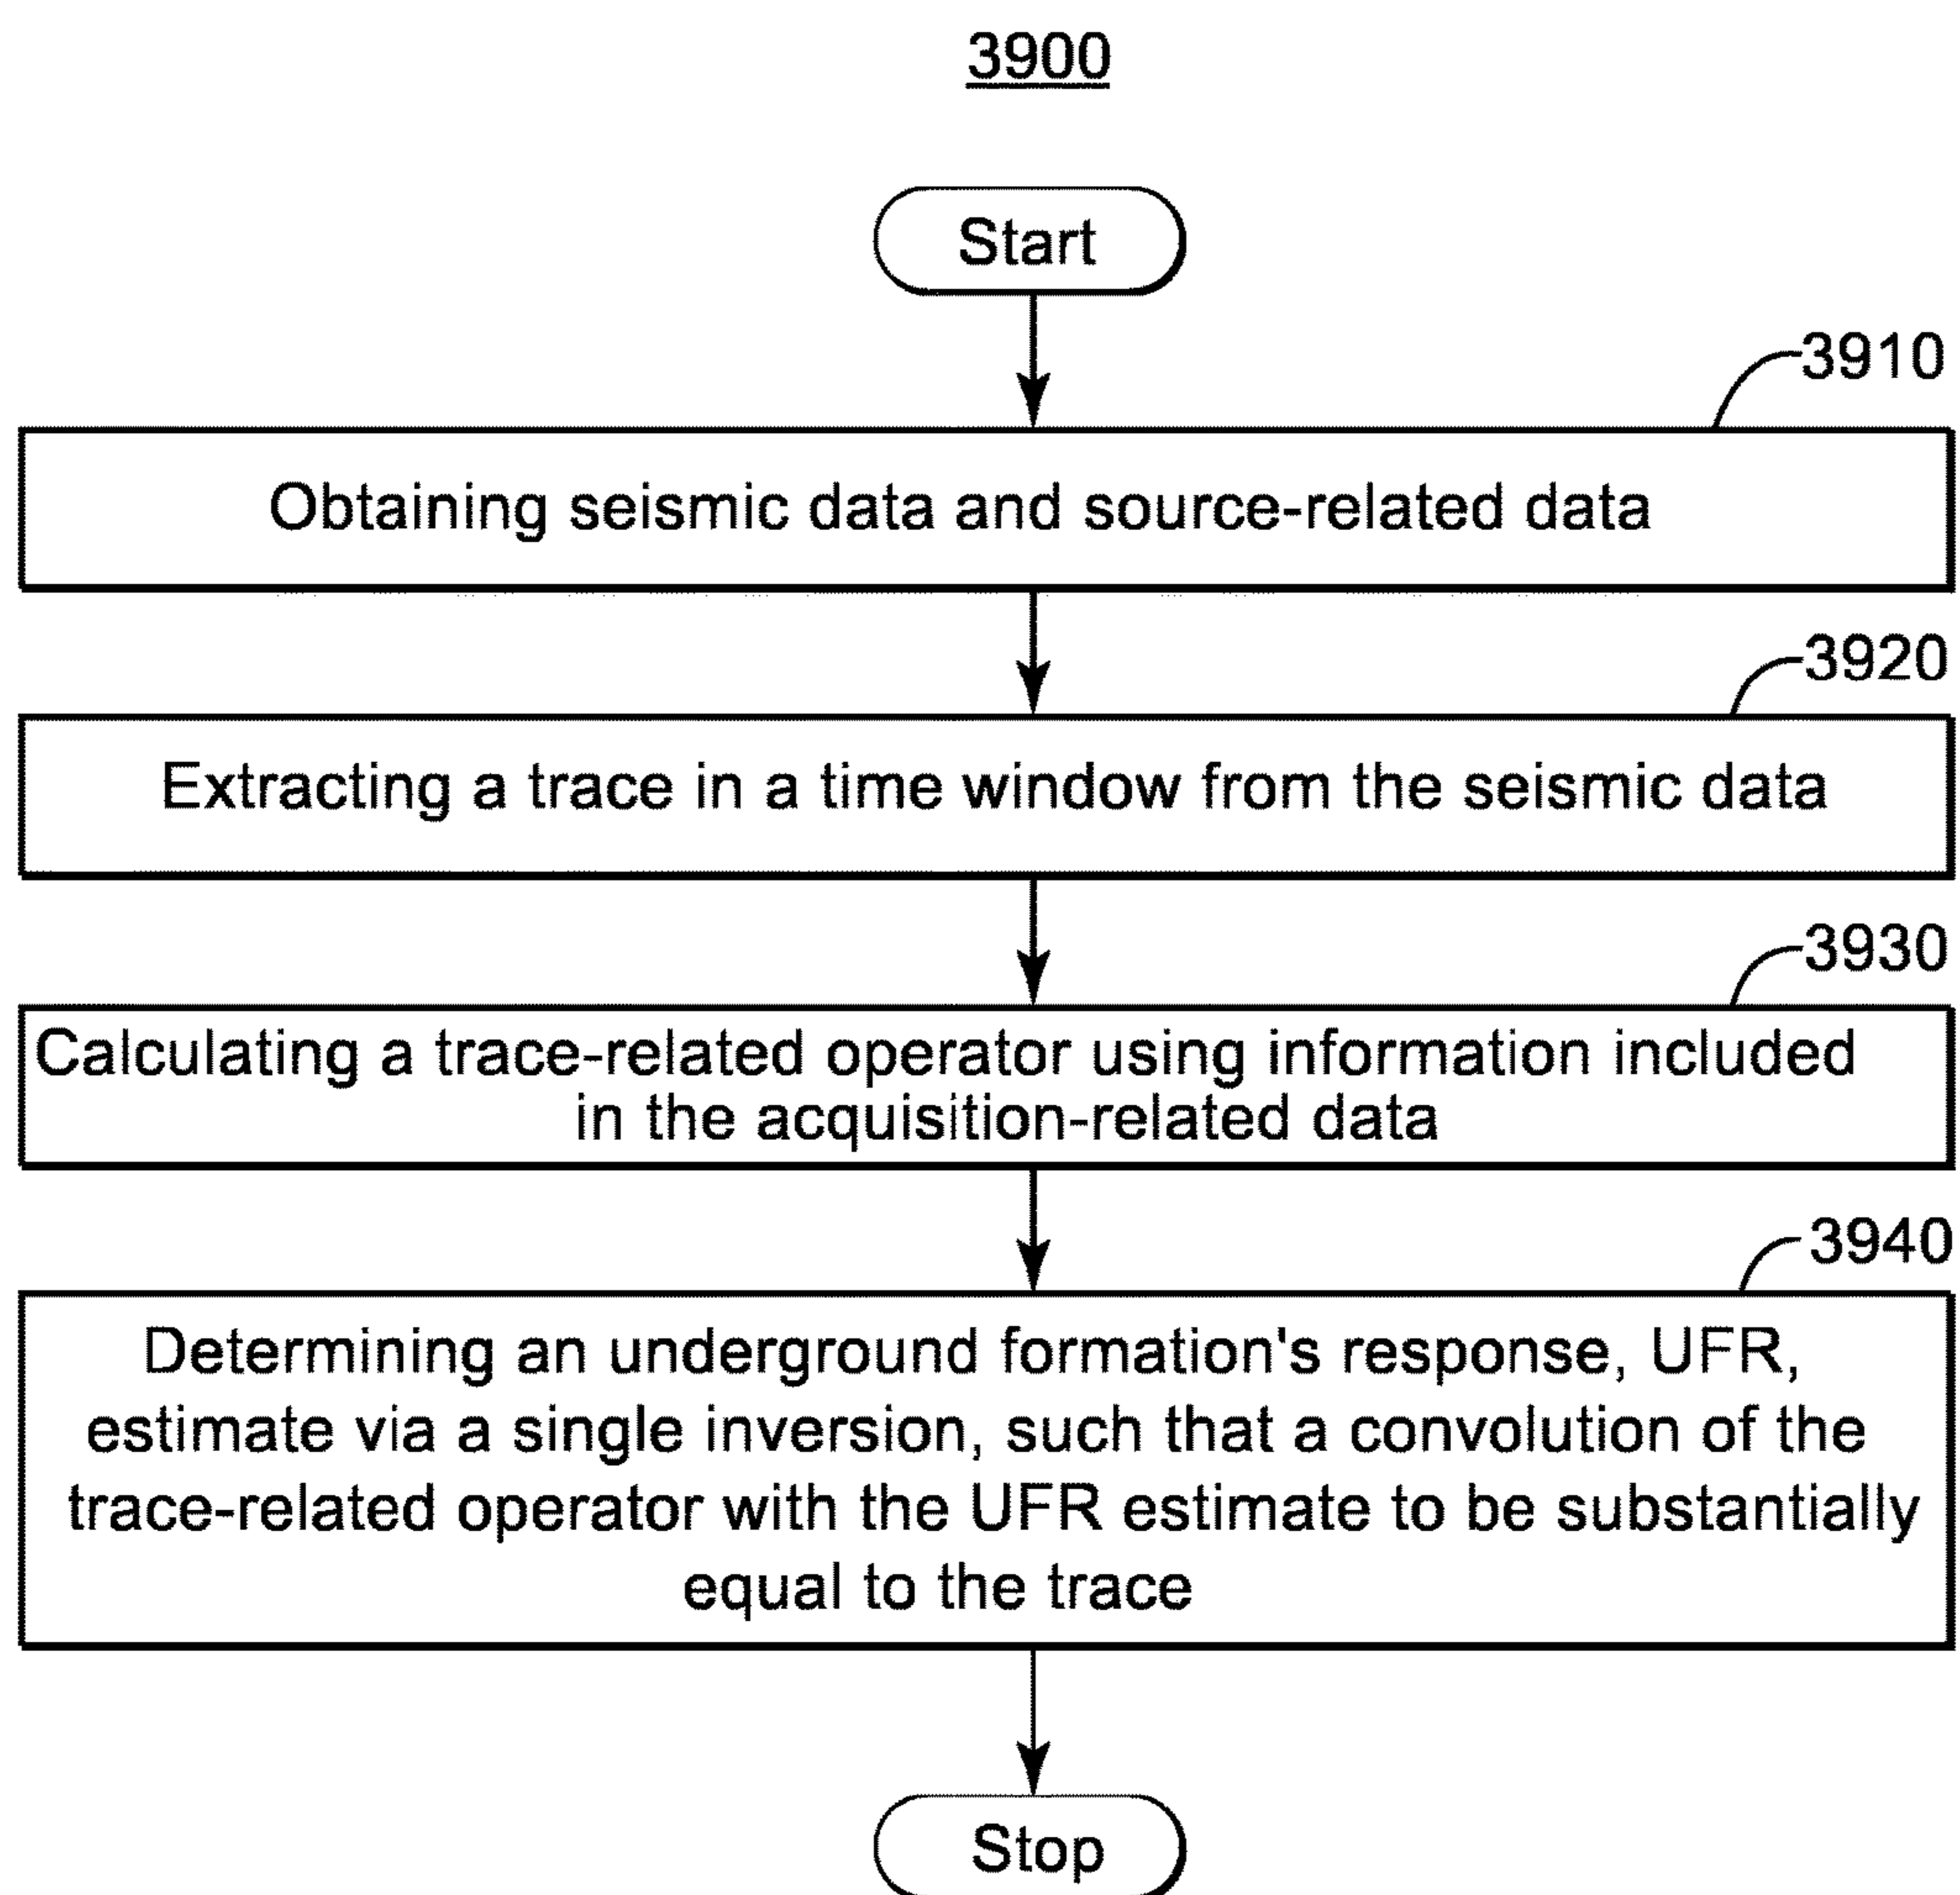 3900
Start
3910
Obtaining seismic data and source-related data
3920
Extracting a trace in a time window from the seismic data
3930
Calculating a trace-related operator using information included
in the acquisition-related data
3940
Determining an underground formation's response, UFR,
estimate via a single inversion, such that a convolution of the
trace-related operator with the UFR estimate to be substantially
equal to the trace
Stop